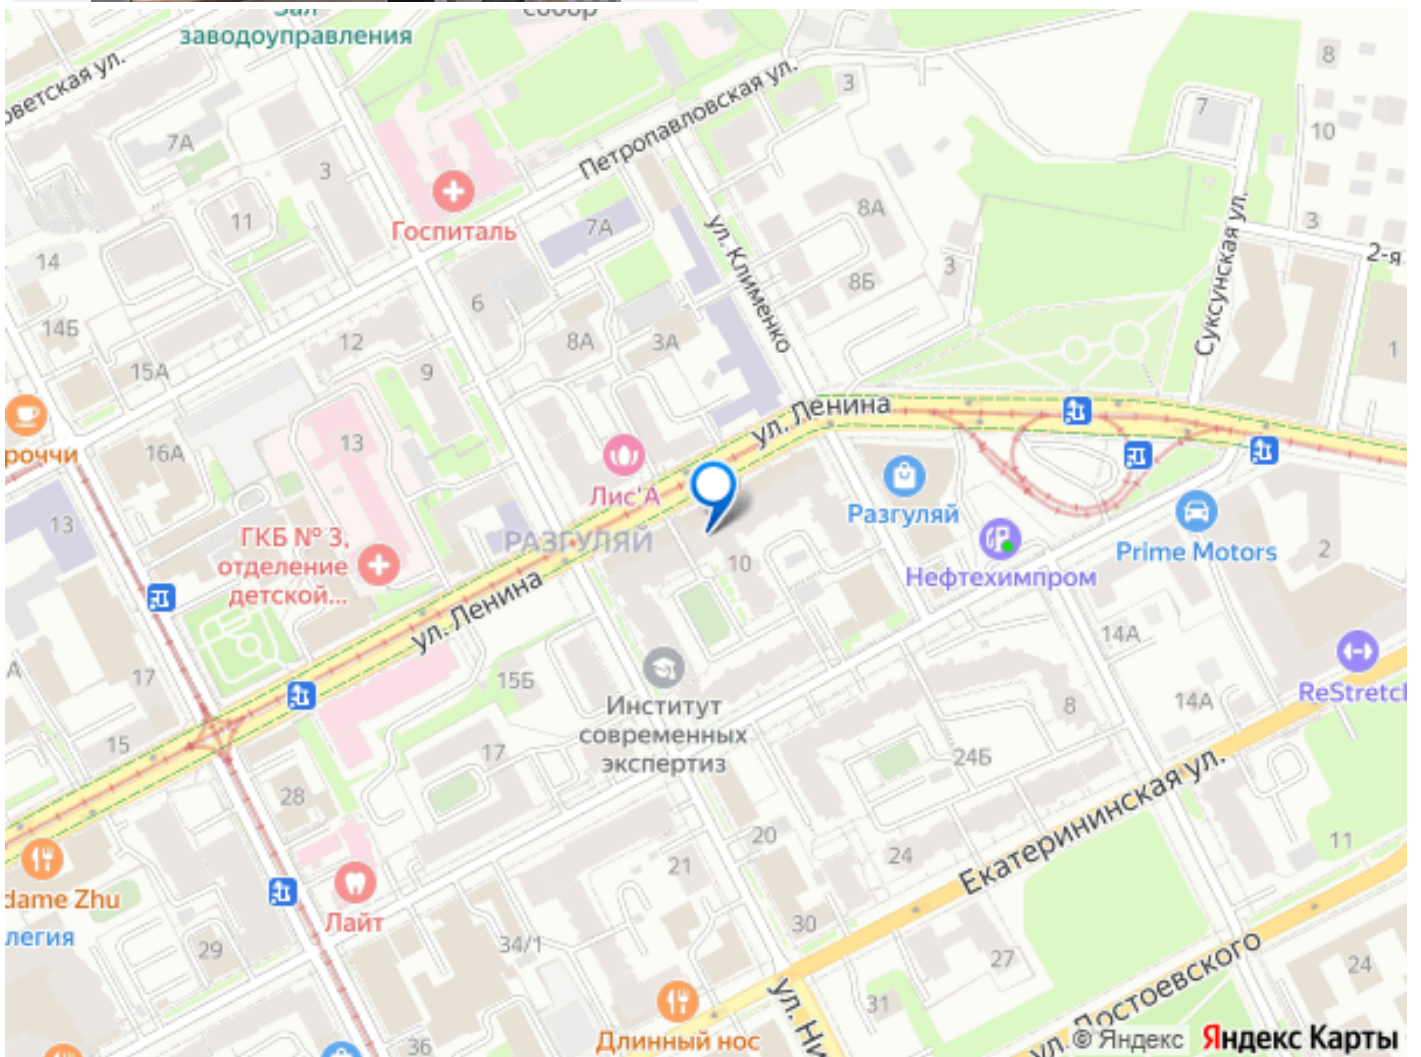 заводоуправления
Петропавловская ул.
3
8
7
10
7А
3
11
Госпиталь
7А
8А
ул. Клименко
8Б
3
Суксунская ул.
3
2-я
14
14Б
6
12
8А
3А
9
15А
1
ул. Ленина
13
16А
Лис'А
Разгуляй
13
ГКБ № 3,
отделение
детской...
РАЗГУЛЯЙ
10
Нефтехимпром
Prime Motors
2
ул. Ленина
14А
17
15Б
Институт
современных
экспертиз
8
14А
15
17
24Б
28
Екатерининская ул.
20
21
24
11
dame Zhu
Лайт
легия
29
34/1
30
27
24
31
Длинный нос
36
© Яндекс Яндекс Карты